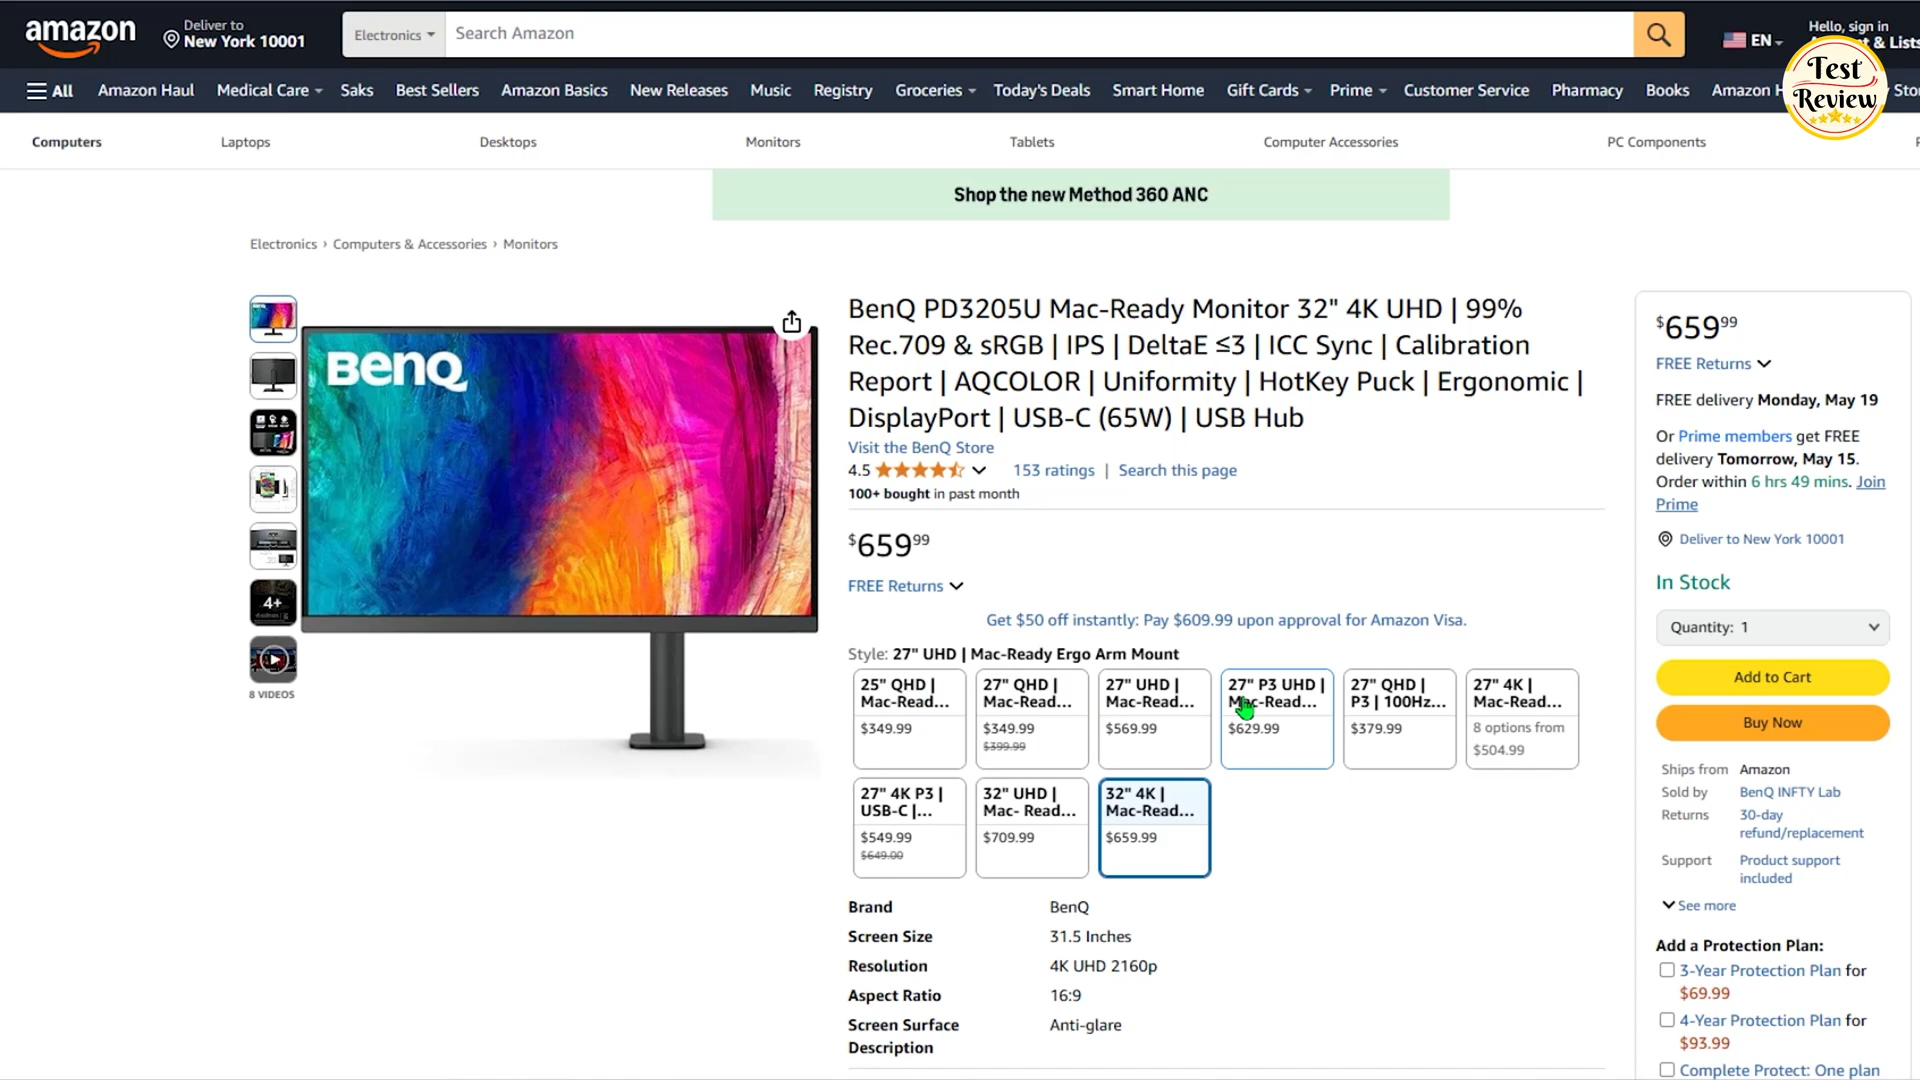 amazon
Deliver to
New York 10001
Electronics
Search Amazon
EN
Hello, sign in
& Lists
All
Amazon Haul
Medical Care
Saks
Best Sellers
Amazon Basics
New Releases
Music
Registry
Groceries
Today's Deals
Smart Home
Gift Cards
Prime
Customer Service
Pharmacy
Books
Amazon
Test
Review
Computers
Laptops
Desktops
Monitors
Tablets
Computer Accessories
PC Components
Shop the new Method 360 ANC
Electronics › Computers & Accessories › Monitors
BenQ
4+
8 VIDEOS
BenQ PD3205U Mac-Ready Monitor 32" 4K UHD | 99%
Rec.709 & sRGB | IPS | DeltaE ≤3 | ICC Sync | Calibration
Report | AQCOLOR | Uniformity | HotKey Puck | Ergonomic |
DisplayPort | USB-C (65W) | USB Hub
Visit the BenQ Store
4.5
153 ratings | Search this page
100+ bought in past month
$659.99
FREE Returns
Get $50 off instantly: Pay $609.99 upon approval for Amazon Visa.
Style: 27" UHD | Mac-Ready Ergo Arm Mount
25" QHD |
Mac-Read...
$349.99
27" QHD |
Mac-Read...
$349.99
$399.99
27" UHD |
Mac-Read...
$569.99
27" P3 UHD |
Mac-Read...
$629.99
27" QHD |
P3 | 100Hz...
$379.99
27" 4K |
Mac-Read...
8 options from
$504.99
27" 4K P3 |
USB-C |...
$549.99
$649.00
32" UHD |
Mac- Read...
$709.99
32" 4K |
Mac-Read...
$659.99
Brand BenQ
Screen Size 31.5 Inches
Resolution 4K UHD 2160p
Aspect Ratio 16:9
Screen Surface Anti-glare
Description
$659.99
FREE Returns
FREE delivery Monday, May 19
Or Prime members get FREE
delivery Tomorrow, May 15.
Order within 6 hrs 49 mins. Join
Prime
Deliver to New York 10001
In Stock
Quantity: 1
Add to Cart
Buy Now
Ships from Amazon
Sold by BenQ INFTY Lab
Returns 30-day
refund/replacement
Support Product support
included
See more
Add a Protection Plan:
3-Year Protection Plan for
$69.99
4-Year Protection Plan for
$93.99
Complete Protect: One plan